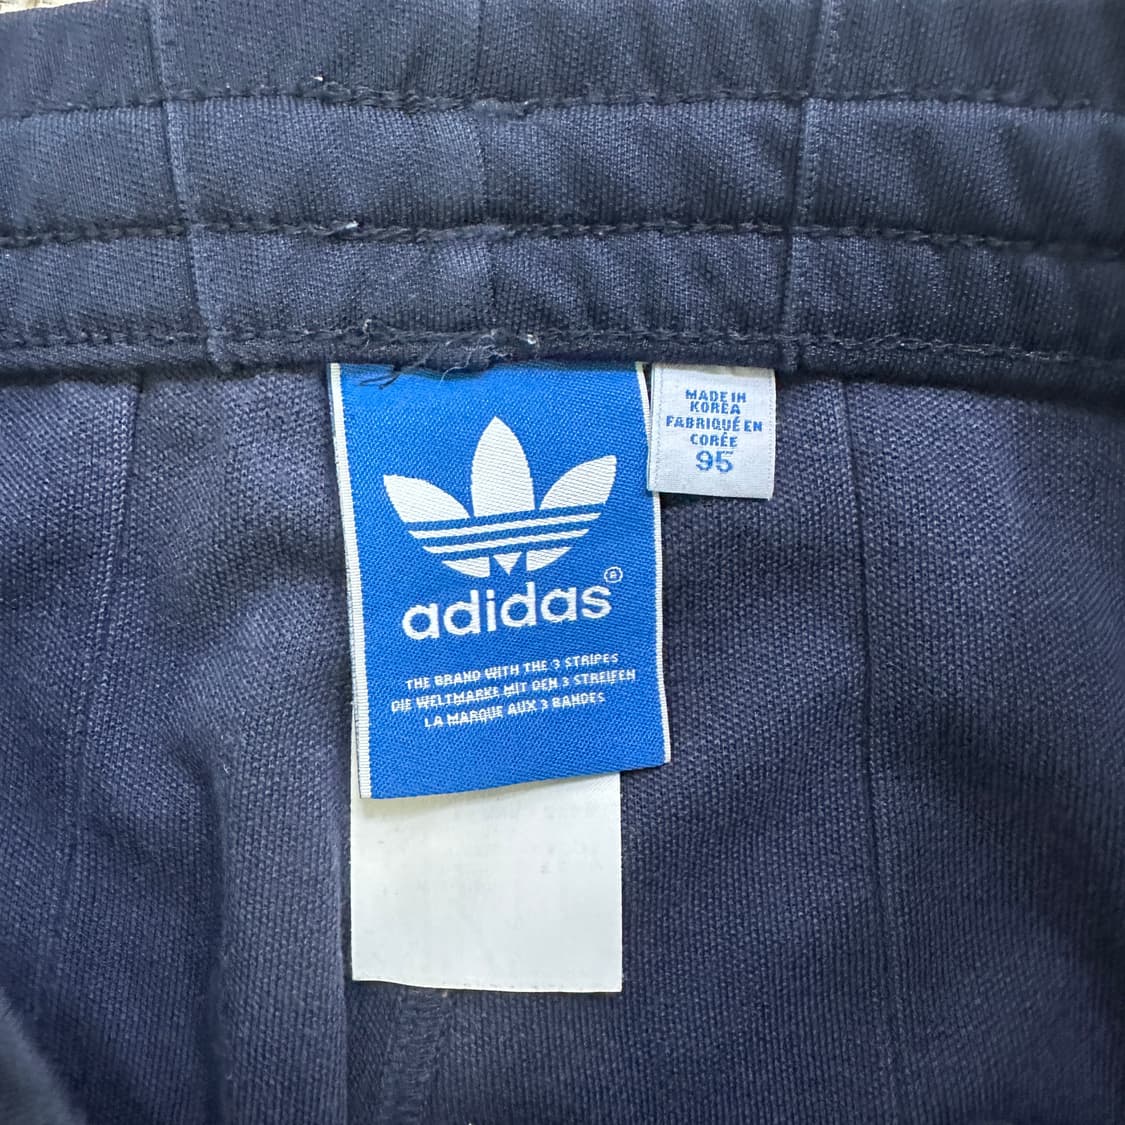 adidas®
THE BRAND WITH THE 3 STRIPES
DIE WELTMARKE MIT DEN 3 STREIFEN
LA MARQUE AUX 3 BANDES
MADE IN
KOREA
FABRIQUÉ EN
CORÉE
95